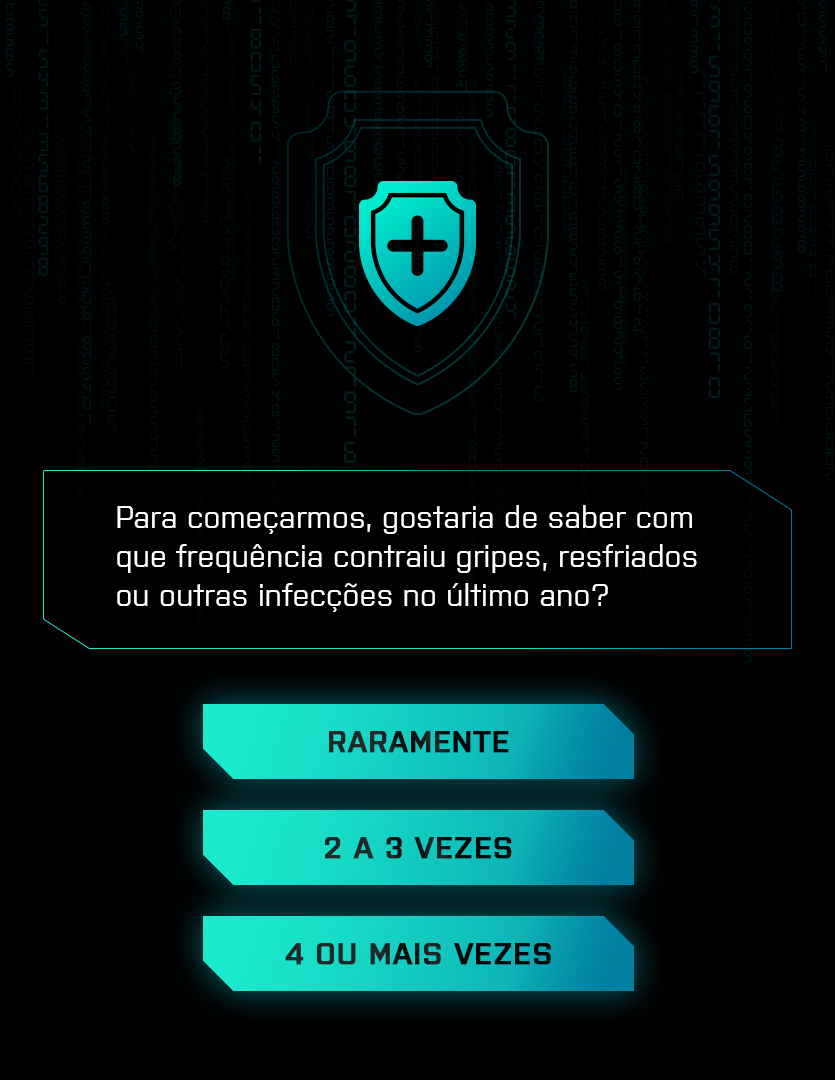 Para começarmos, gostaria de saber com
que frequência contraiu gripes, resfriados
ou outras infecções no último ano?
RARAMENTE
2 A 3 VEZES
4 OU MAIS VEZES